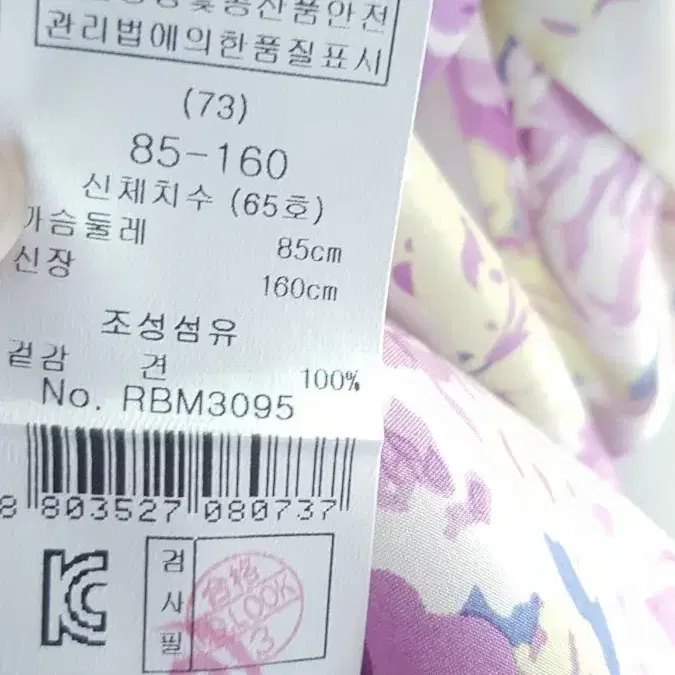 관리법에의한품질표시
(73)
85-160
신체치수 (65호)
가슴둘레 85cm
신장 160cm
조성섬유
겉감 견 100%
No. RBM3095
8 803527 080737
검사필